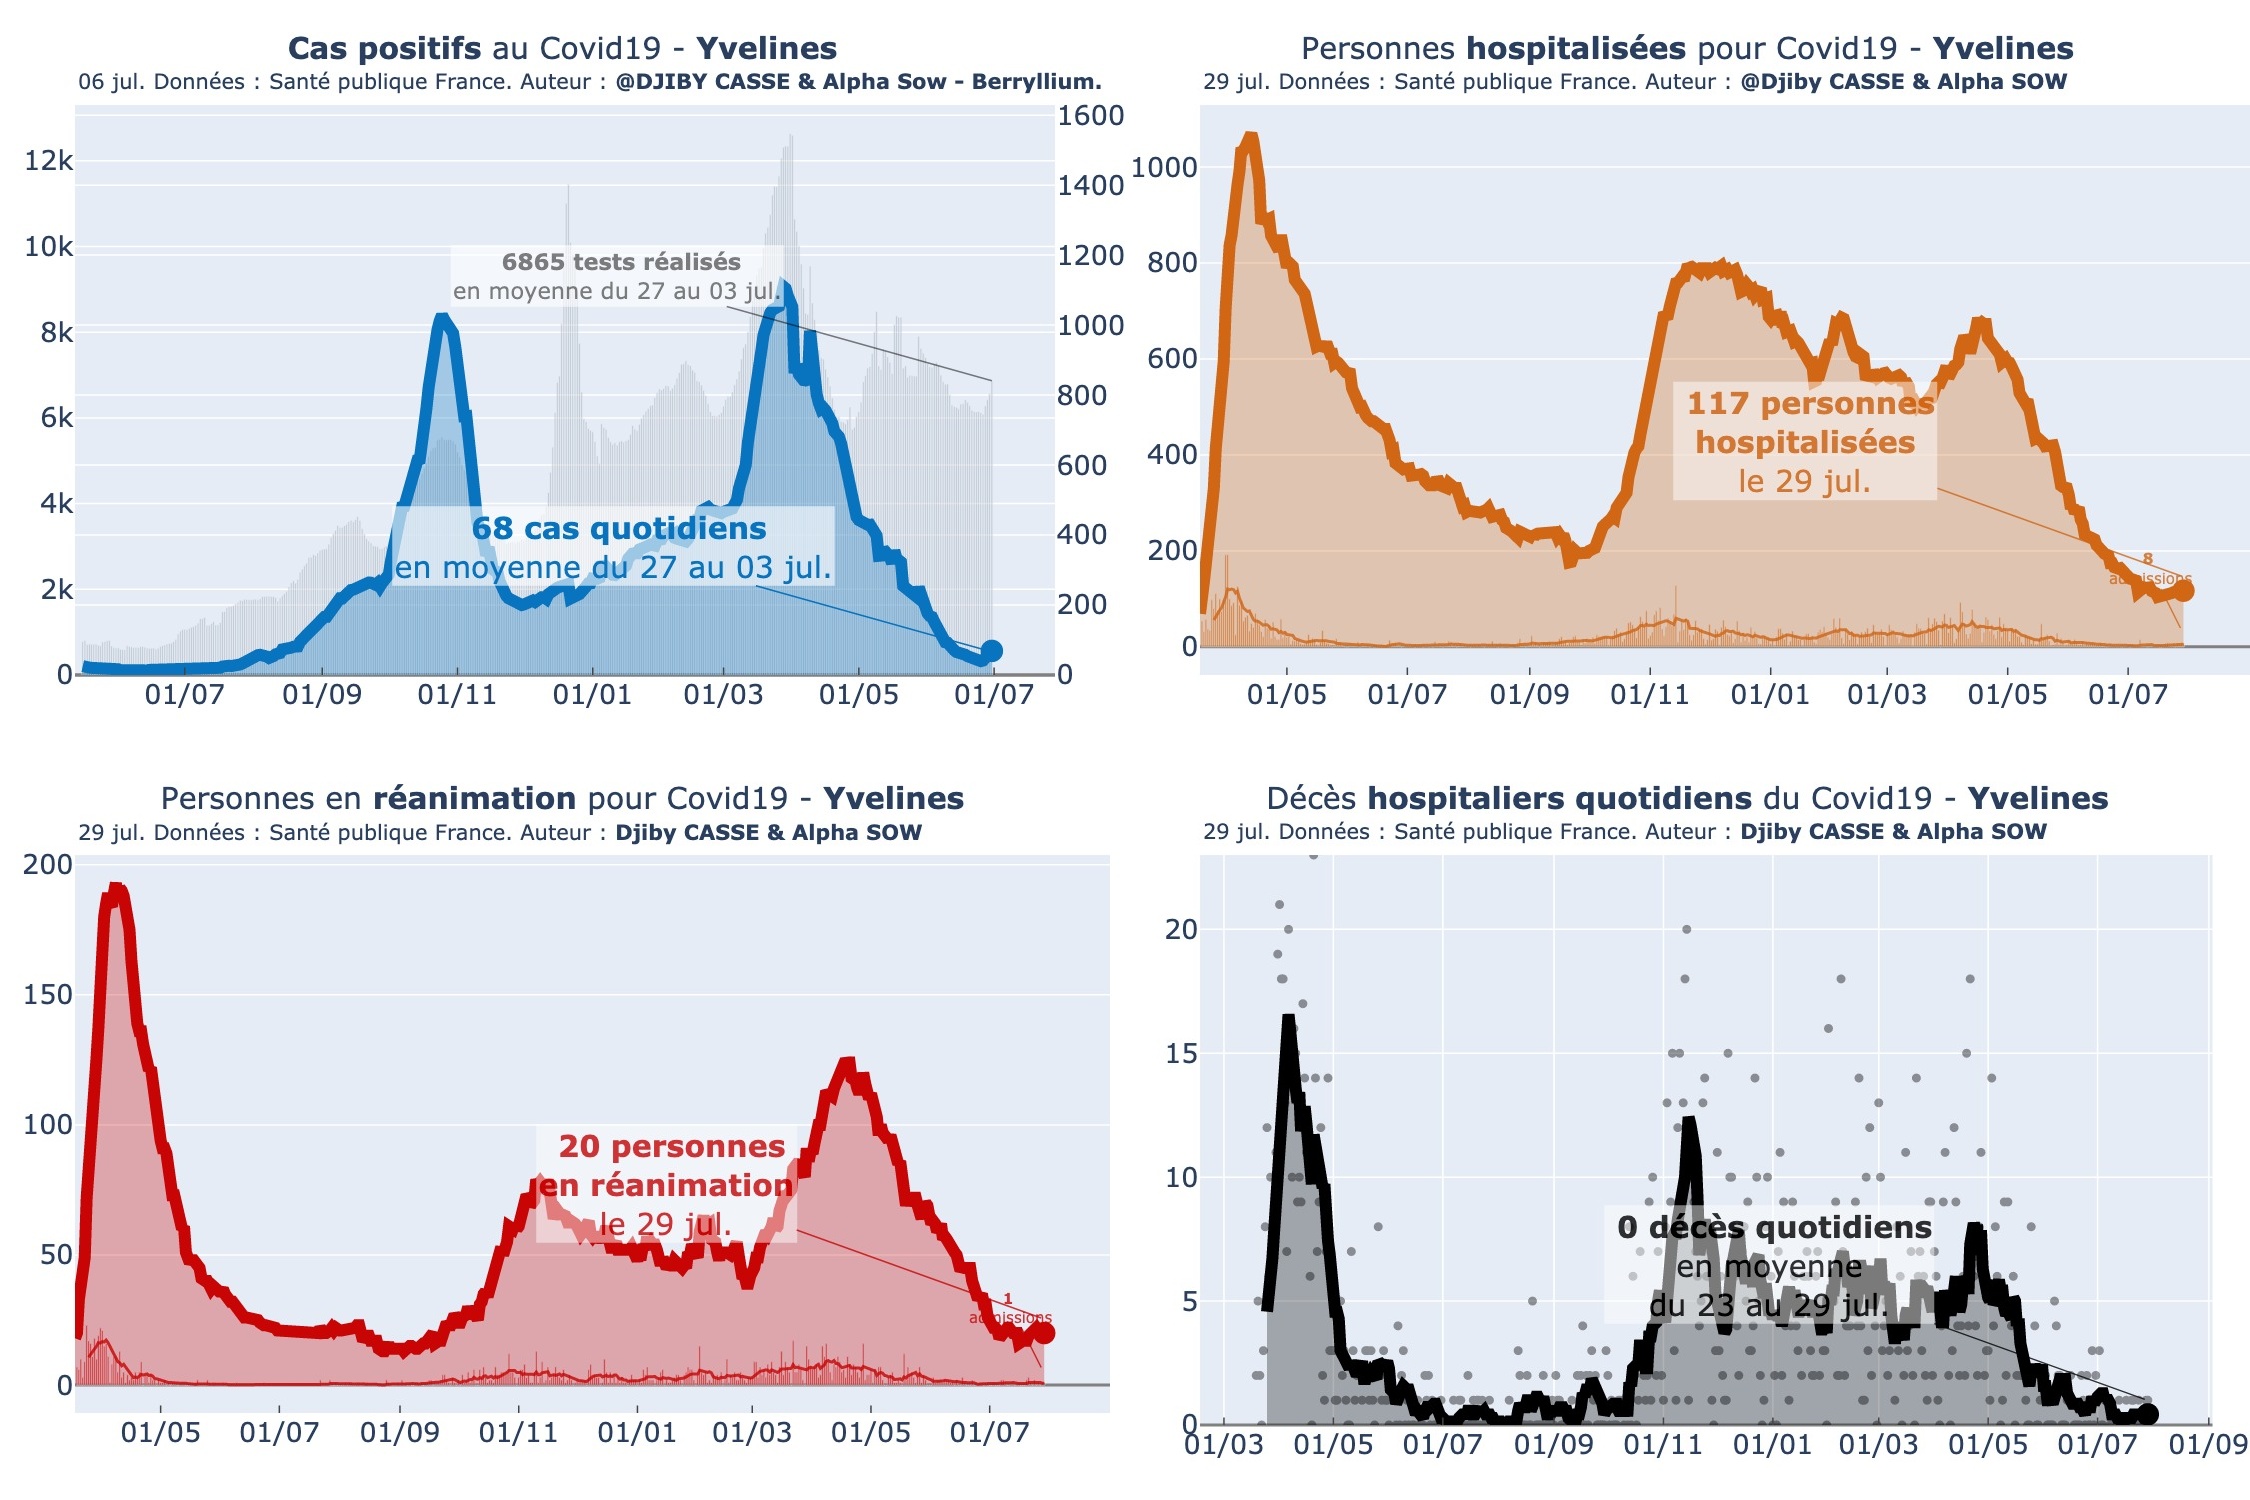 Cas positifs au Covid19 - Yvelines
06 jul. Données : Santé publique France. Auteur : @DJIBY CASSE & Alpha Sow - Berryllium.
12k
10k
8k
6k
4k
2k
0
1600
1400
1200
1000
800
600
400
200
0
6865 tests réalisés
en moyenne du 27 au 03 jul.
68 cas quotidiens
en moyenne du 27 au 03 jul.
01/07
01/09
01/11
01/01
01/03
01/05
01/07
Personnes hospitalisées pour Covid19 - Yvelines
29 jul. Données : Santé publique France. Auteur : @Djiby CASSE & Alpha SOW
1000
800
600
400
200
0
117 personnes
hospitalisées
le 29 jul.
8
admissions
01/05
01/07
01/09
01/11
01/01
01/03
01/05
01/07
Personnes en réanimation pour Covid19 - Yvelines
29 jul. Données : Santé publique France. Auteur : Djiby CASSE & Alpha SOW
200
150
100
50
0
20 personnes
en réanimation
le 29 jul.
1
admissions
01/05
01/07
01/09
01/11
01/01
01/03
01/05
01/07
Décès hospitaliers quotidiens du Covid19 - Yvelines
29 jul. Données : Santé publique France. Auteur : Djiby CASSE & Alpha SOW
20
15
10
5
0
0 décès quotidiens
en moyenne
du 23 au 29 jul.
01/03
01/05
01/07
01/09
01/11
01/01
01/03
01/05
01/07
01/09